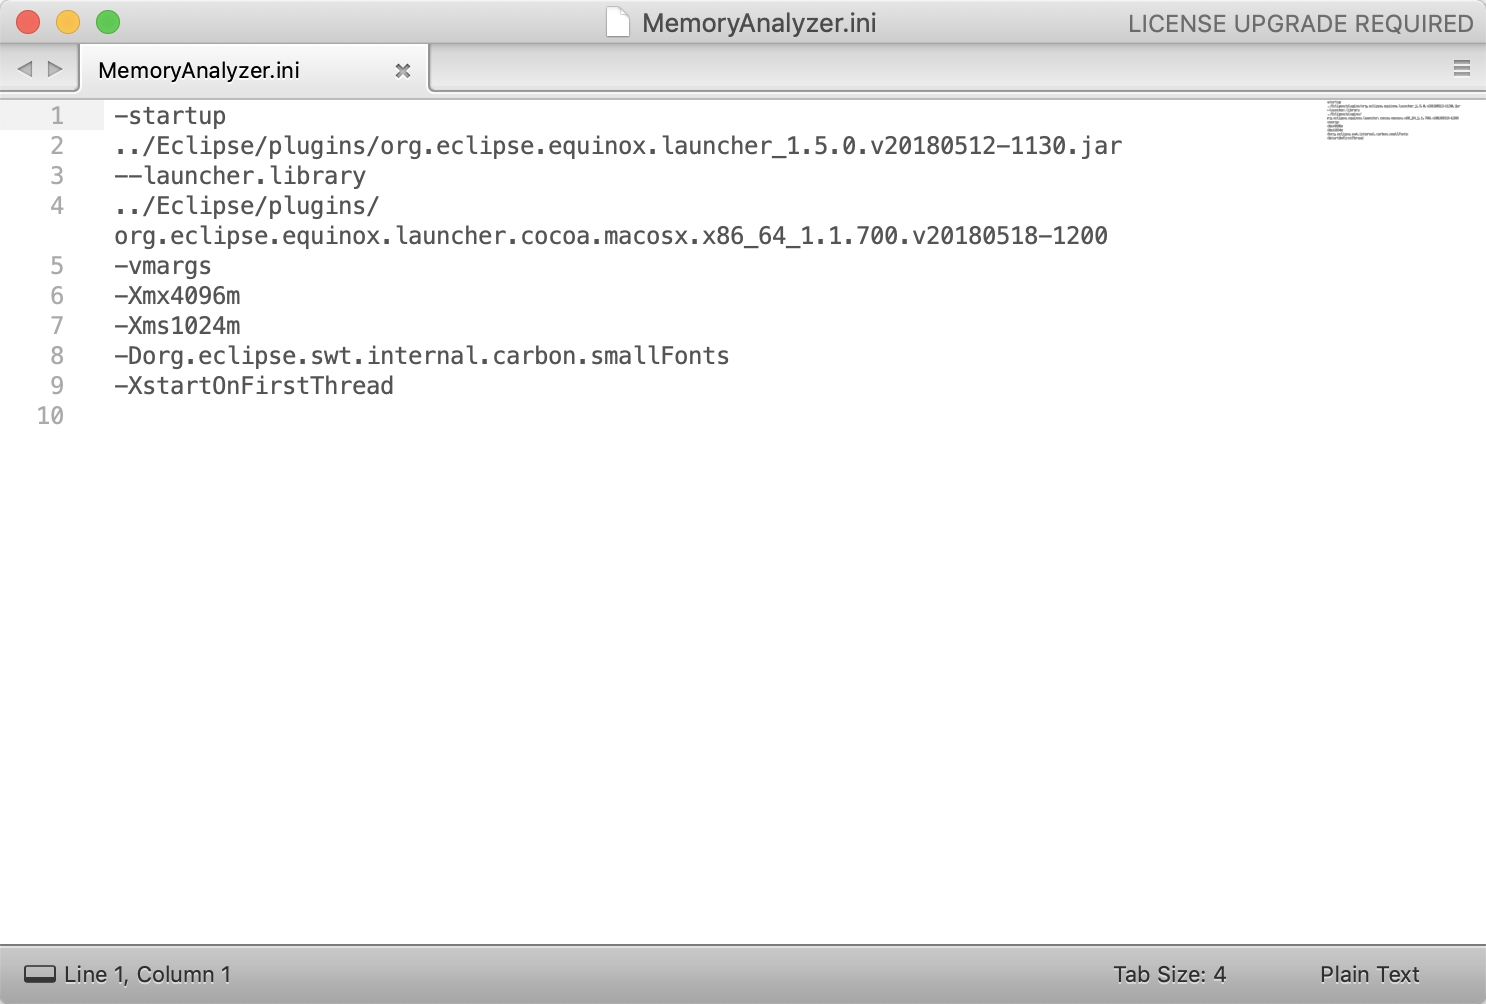 MemoryAnalyzer.ini
LICENSE UPGRADE REQUIRED
MemoryAnalyzer.ini
1 -startup
2 ../Eclipse/plugins/org.eclipse.equinox.launcher_1.5.0.v20180512-1130.jar
3 --launcher.library
4 ../Eclipse/plugins/
org.eclipse.equinox.launcher.cocoa.macosx.x86_64_1.1.700.v20180518-1200
5 -vmargs
6 -Xmx4096m
7 -Xms1024m
8 -Dorg.eclipse.swt.internal.carbon.smallFonts
9 -XstartOnFirstThread
10
Line 1, Column 1
Tab Size: 4
Plain Text